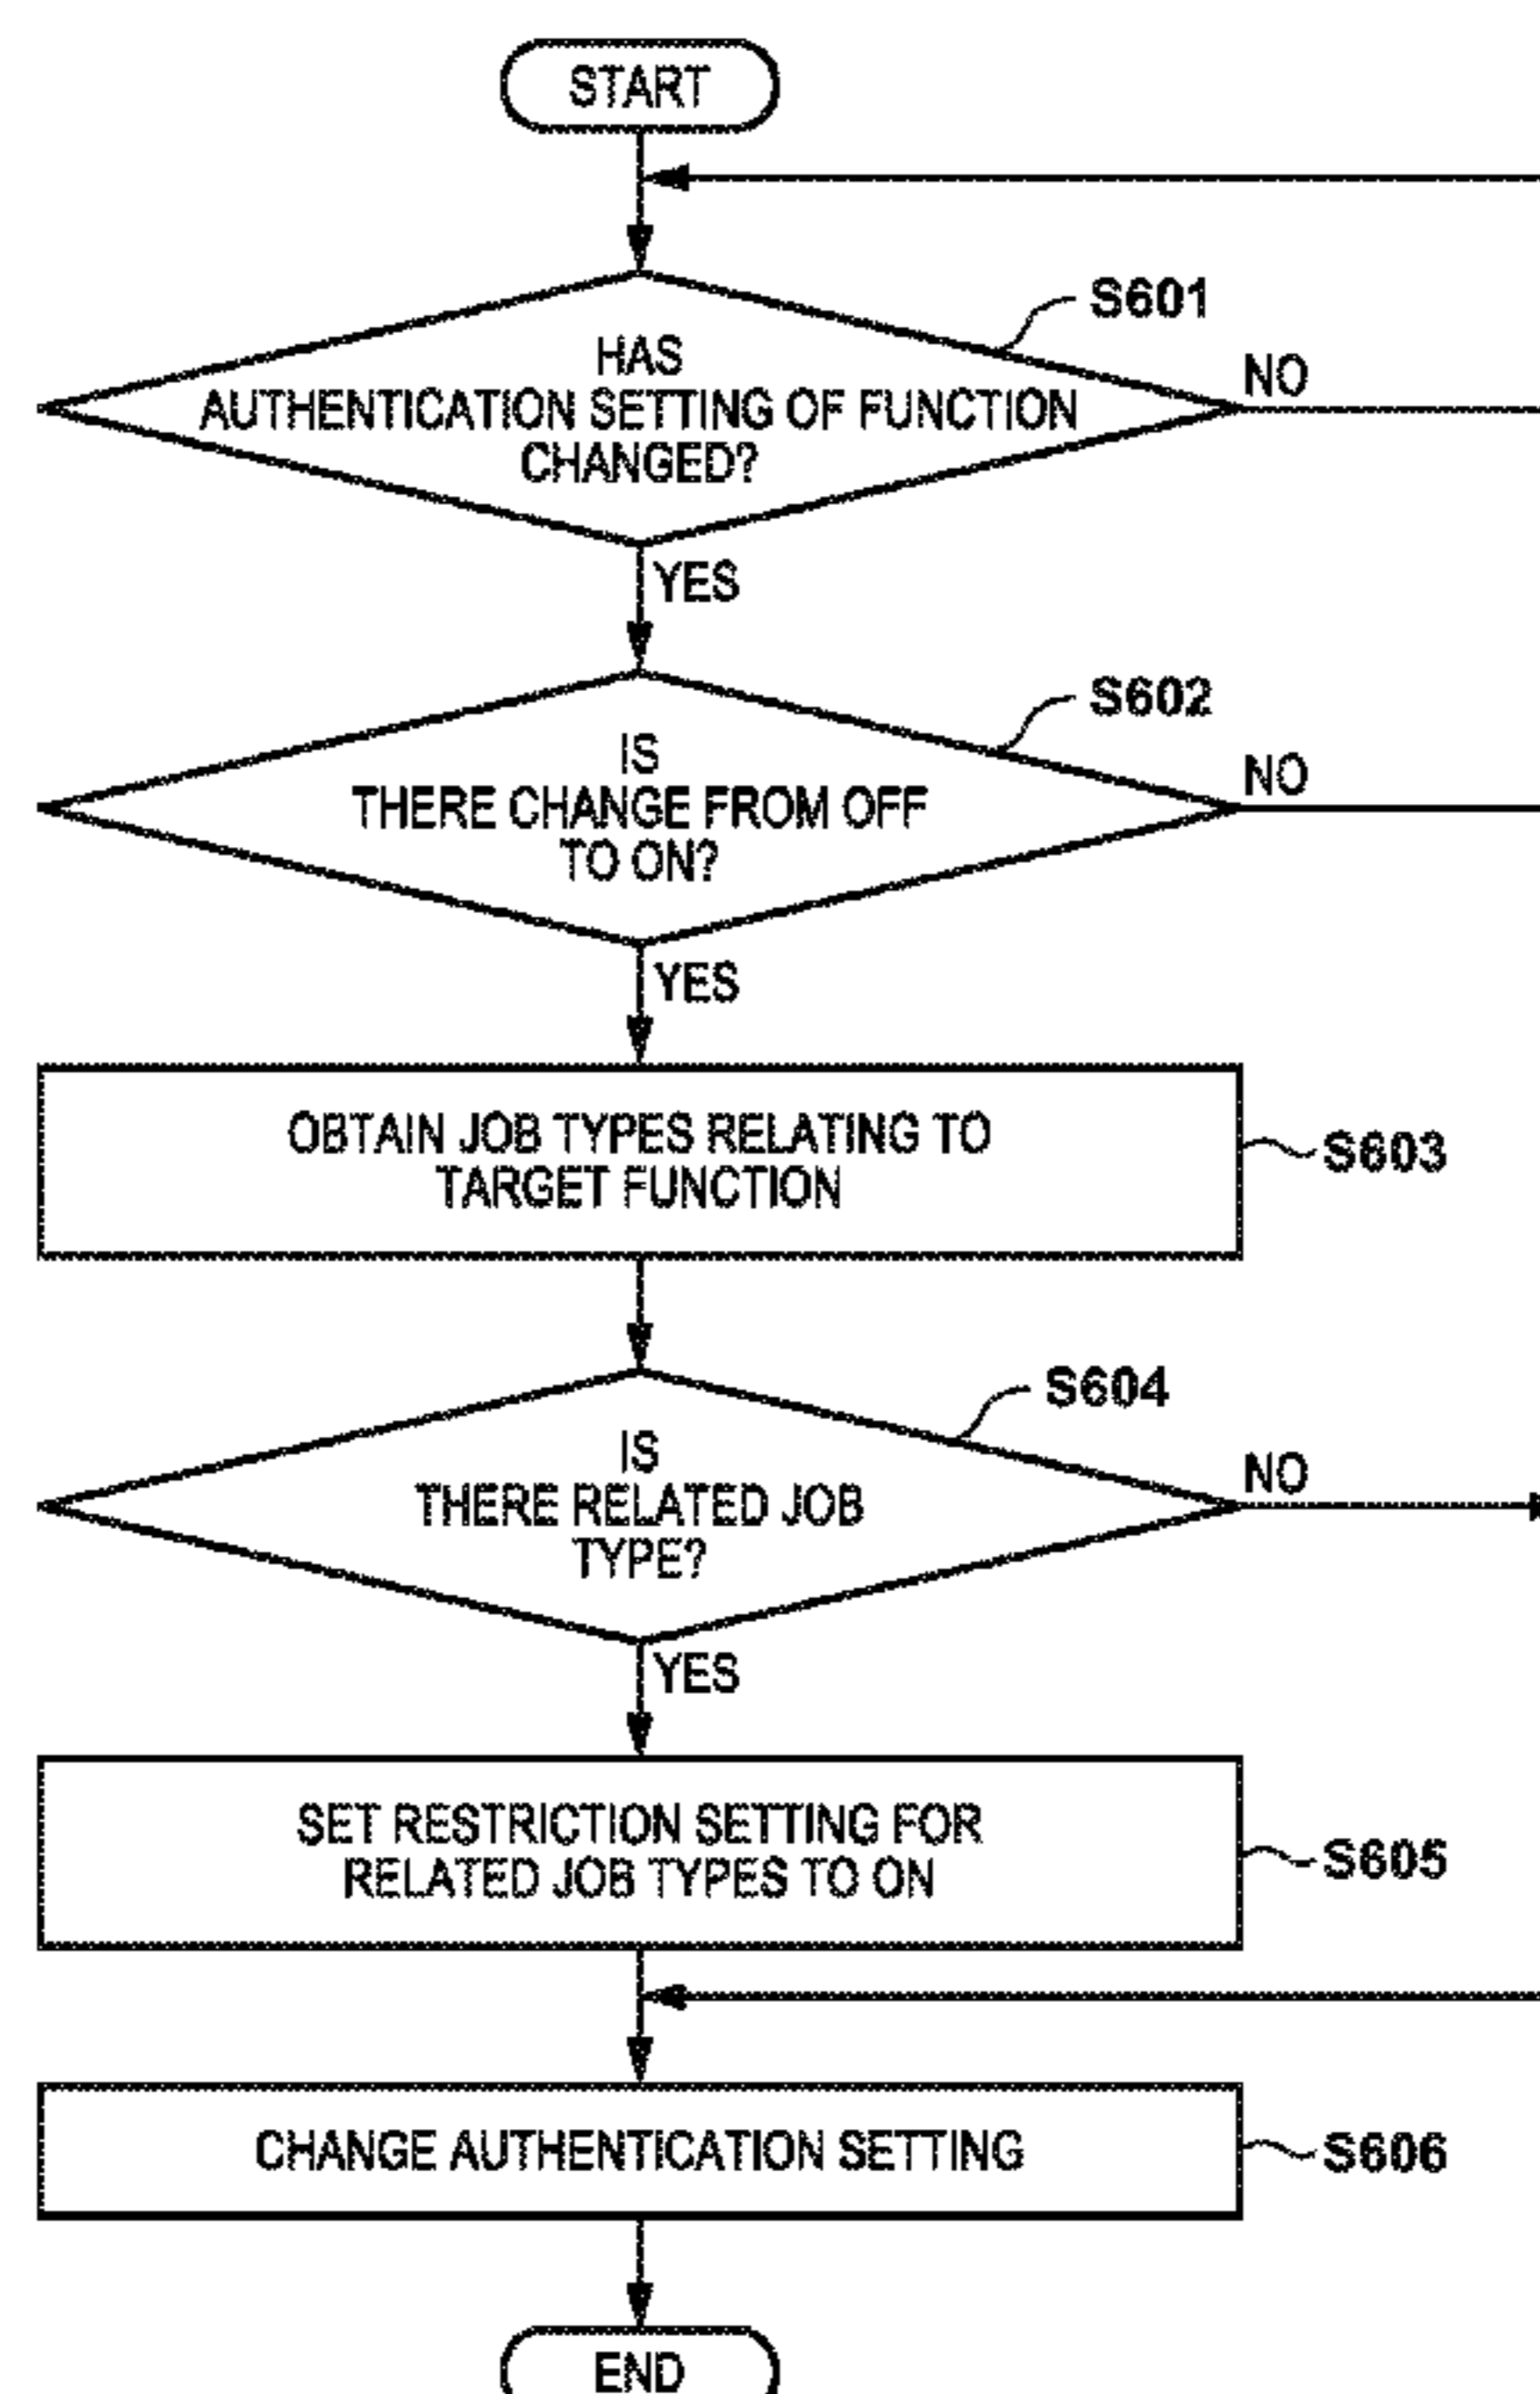 START
S601
HAS
AUTHENTICATION SETTING OF FUNCTION
CHANGED?
NO
YES
S602
IS
THERE CHANGE FROM OFF
TO ON?
NO
YES
OBTAIN JOB TYPES RELATING TO
TARGET FUNCTION
S603
S604
IS
THERE RELATED JOB
TYPE?
NO
YES
SET RESTRICTION SETTING FOR
RELATED JOB TYPES TO ON
S605
CHANGE AUTHENTICATION SETTING
S606
END